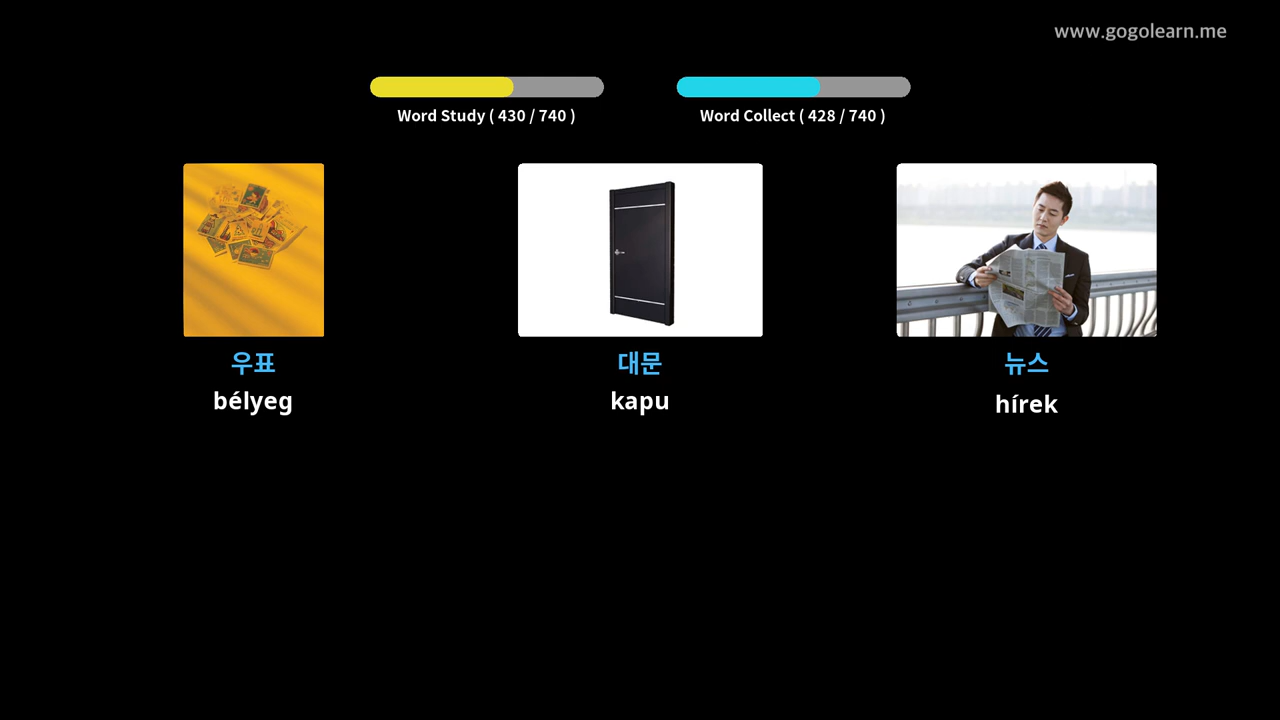 www.gogolearn.me
Word Study ( 430 / 740 )
Word Collect ( 428 / 740 )
우표
bélyeg
대문
kapu
뉴스
hírek